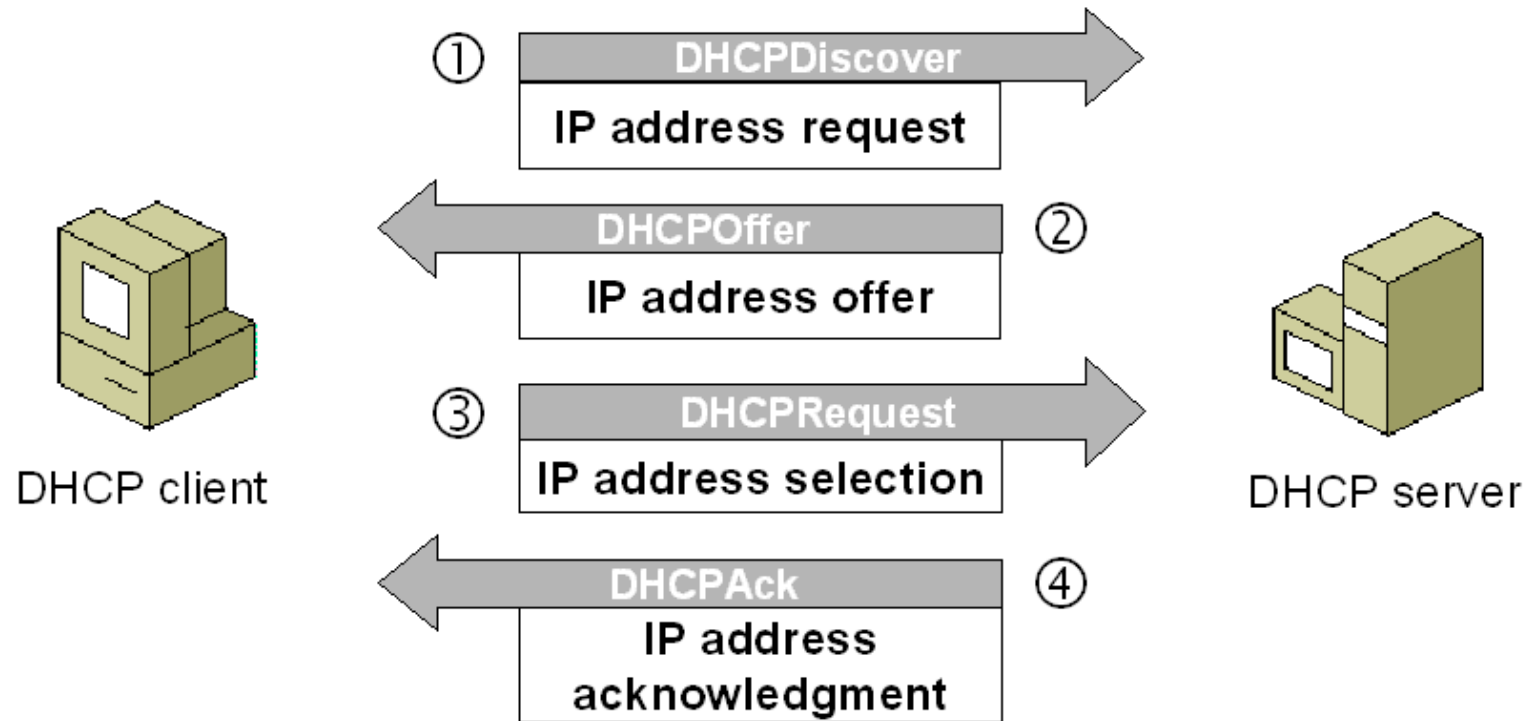 ① DHCPDiscover
IP address request
DHCPOffer ②
IP address offer
③ DHCPRequest
IP address selection
DHCP client
DHCP server
DHCPAck ④
IP address
acknowledgment